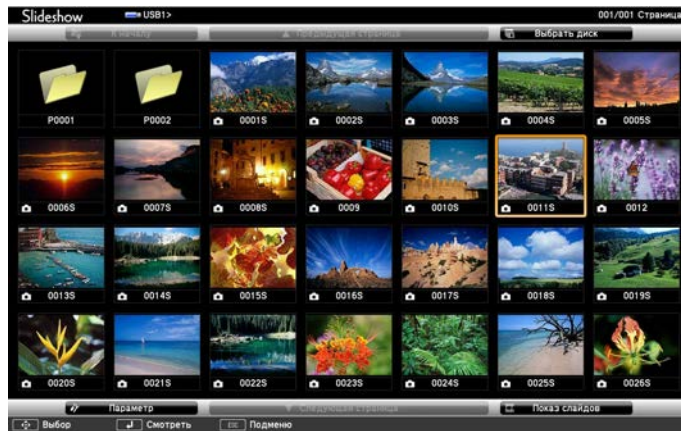 Slideshow USB1> 001/001 Страница
К началу Предыдущая страница Выбрать диск
P0001 P0002 0001S 0002S 0003S 0004S 0005S
0006S 0007S 0008S 0009 0010S 0011S 0012
0013S 0014S 0015S 0016S 0017S 0018S 0019S
0020S 0021S 0022S 0023S 0024S 0025S 0026S
Параметр Следующая страница Показ слайдов
Выбор Смотреть ESC Подменю